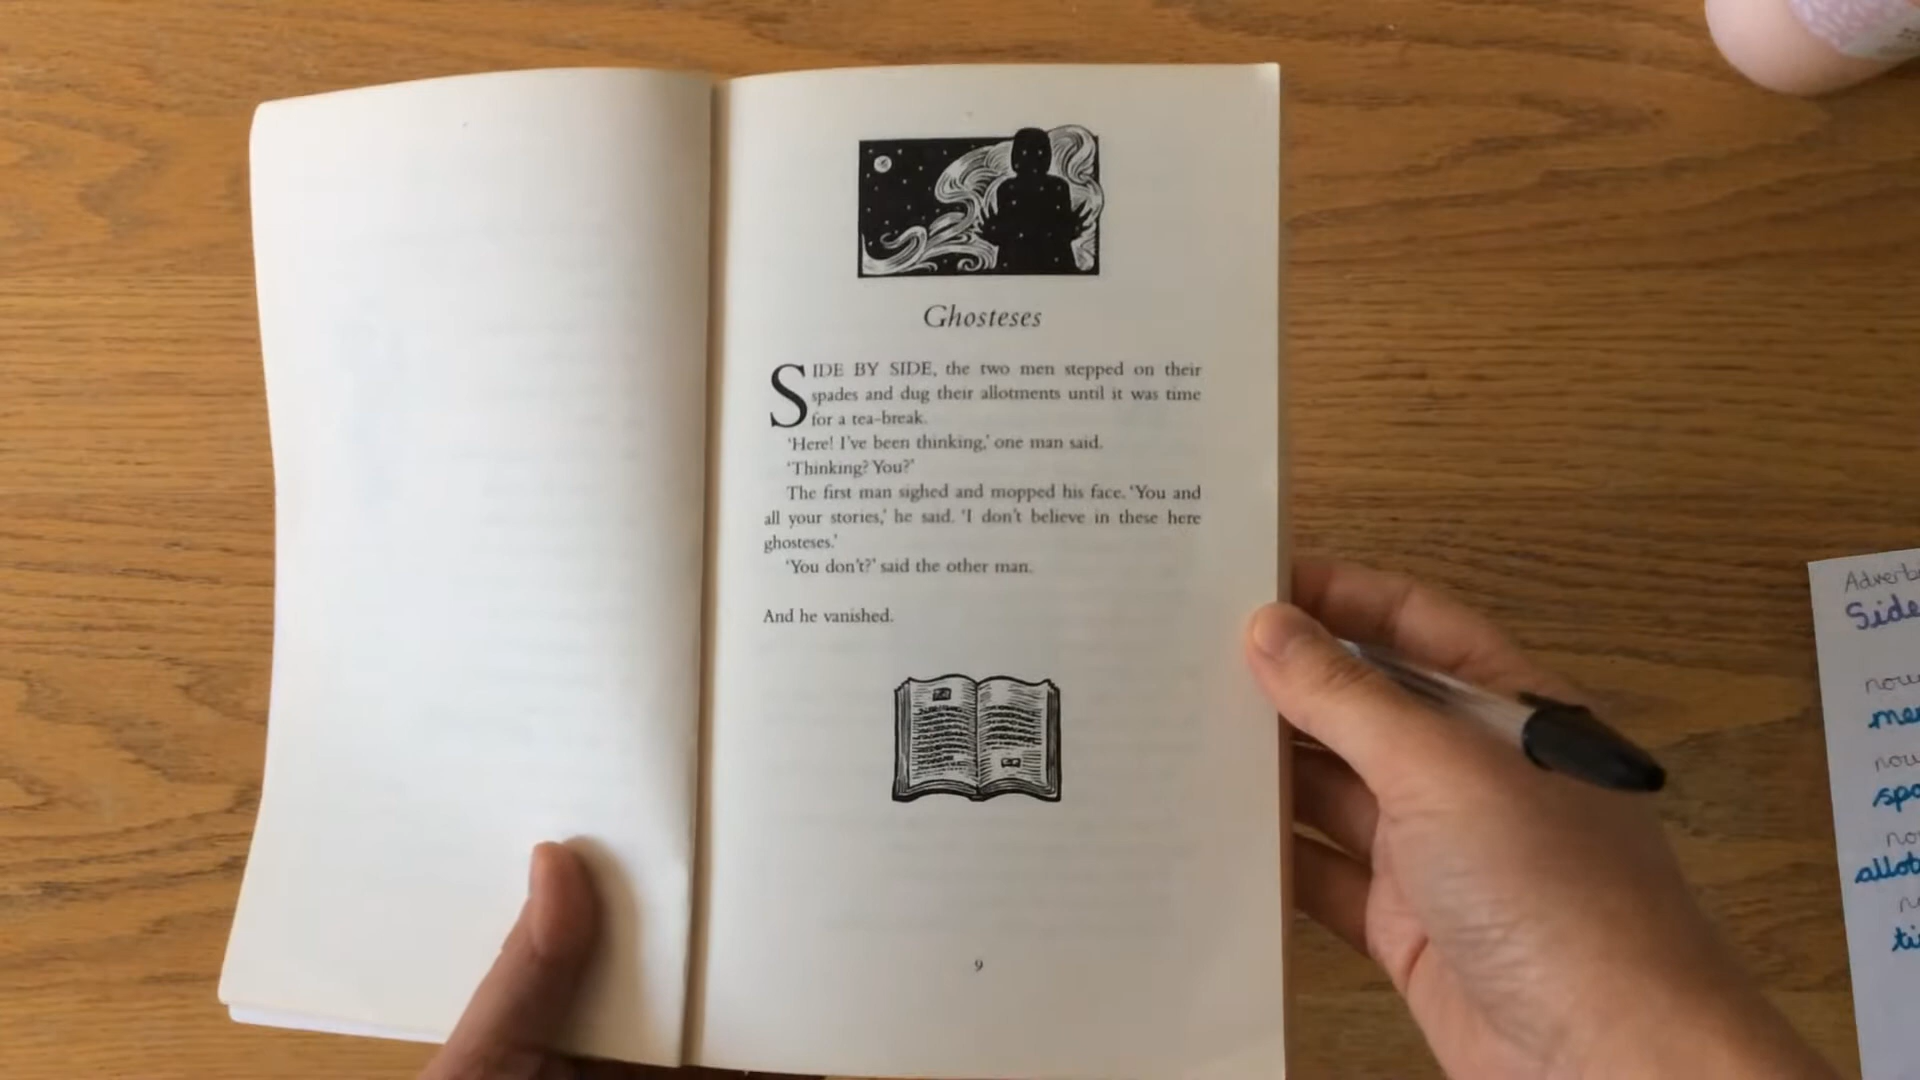 Ghosteses
SIDE BY SIDE, the two men stepped on their
spades and dug their allotments until it was time
for a tea-break.
‘Here! I've been thinking,’ one man said.
‘Thinking? You?’
The first man sighed and mopped his face. ‘You and
all your stories,’ he said. ‘I don't believe in these here
ghosteses.’
‘You don't?’ said the other man.
And he vanished.
9
Side